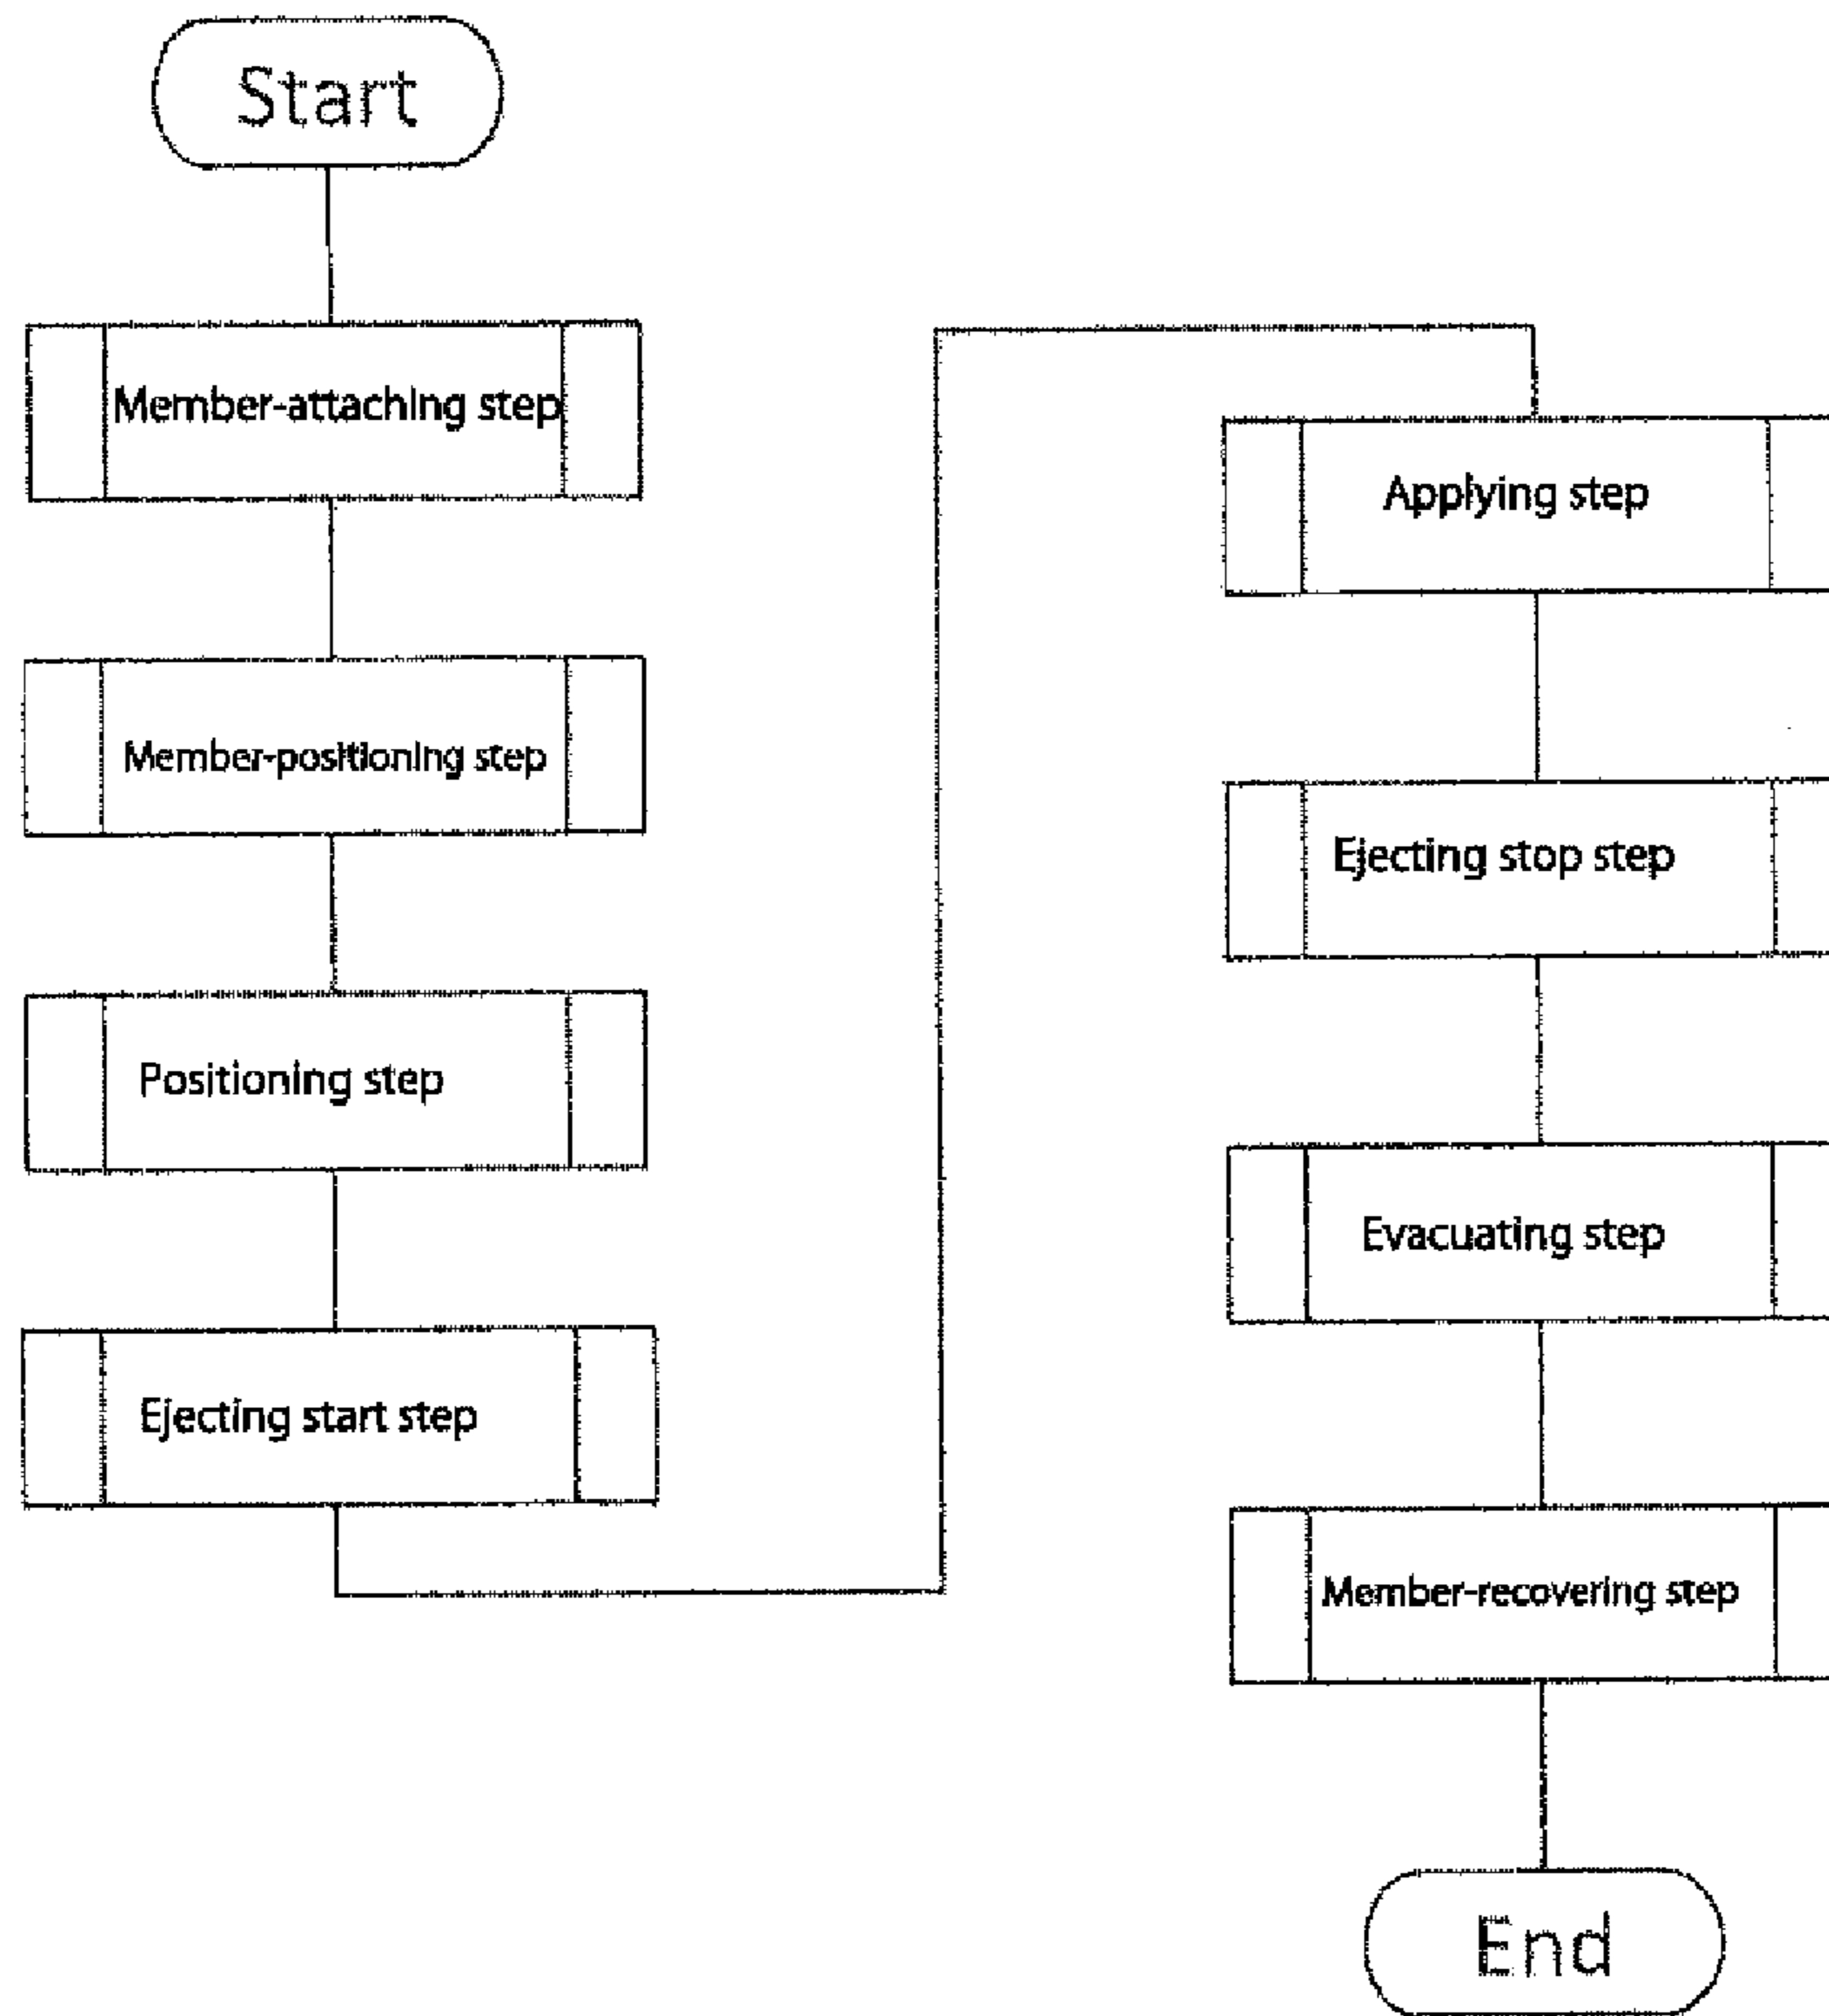 Start
Member-attaching step
Member-positioning step
Positioning step
Ejecting start step
Applying step
Ejecting stop step
Evacuating step
Member-recovering step
End